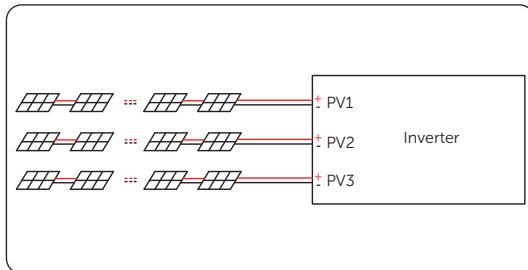 +
- PV1
+
- PV2
Inverter
+
- PV3